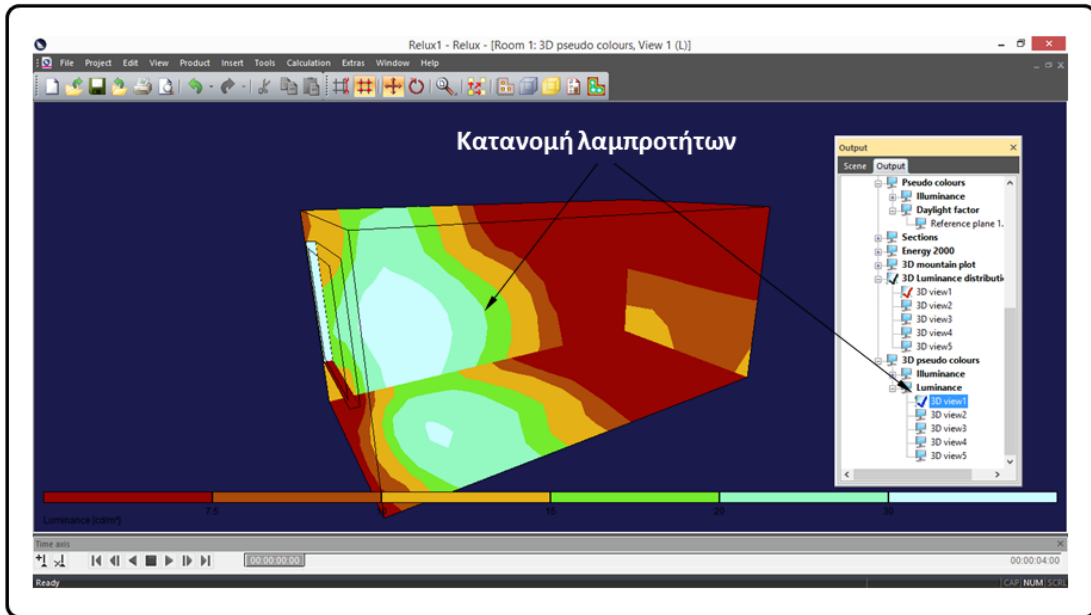 Relux1 - Relux - [Room 1: 3D pseudo colours, View 1 (L)]
File Project Edit View Product Insert Tools Calculation Extras Window Help
Κατανομή λαμπροτήτων
Output
Scene Output
Pseudo colours
Illuminance
Daylight factor
Reference plane 1.
Sections
Energy 2000
3D mountain plot
3D Luminance distributi
3D view1
3D view2
3D view3
3D view4
3D view5
3D pseudo colours
Illuminance
Luminance
3D view1
3D view2
3D view3
3D view4
3D view5
7.5 10 15 20 30
Luminance [cd/m²]
Time axis
00:00:00:00
00:00:04:00
Ready
CAP NUM SCRL